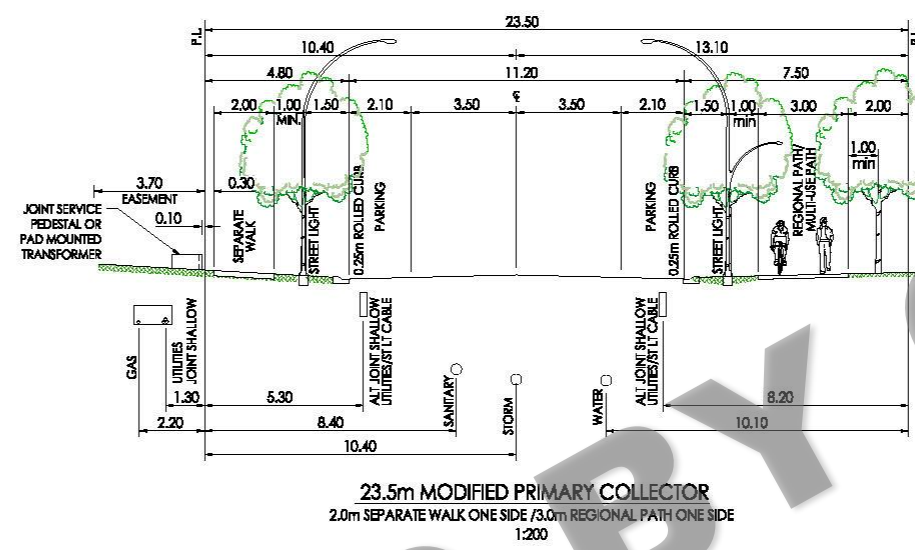 23.50
P.L
P.L
10.40
13.10
4.80
11.20
7.50
2.00
1.00
MIN.
1.50
2.10
3.50
℄
3.50
2.10
1.50
1.00
min
3.00
2.00
1.00
min
3.70
EASEMENT
0.30
0.10
JOINT SERVICE
PEDESTAL OR
PAD MOUNTED
TRANSFORMER
SEPARATE
WALK
STREET LIGHT
0.25m ROLLED CURB
PARKING
PARKING
0.25m ROLLED CURB
STREET LIGHT
REGIONAL PATH/
MULTI-USE PATH
GAS
UTILITIES
JOINT SHALLOW
ALT JOINT SHALLOW
UTILITIES/ST LT CABLE
SANITARY
STORM
WATER
ALT JOINT SHALLOW
UTILITIES/ST LT CABLE
1.30
5.30
8.20
2.20
8.40
10.10
10.40
23.5m MODIFIED PRIMARY COLLECTOR
2.0m SEPARATE WALK ONE SIDE /3.0m REGIONAL PATH ONE SIDE
1:200
BY